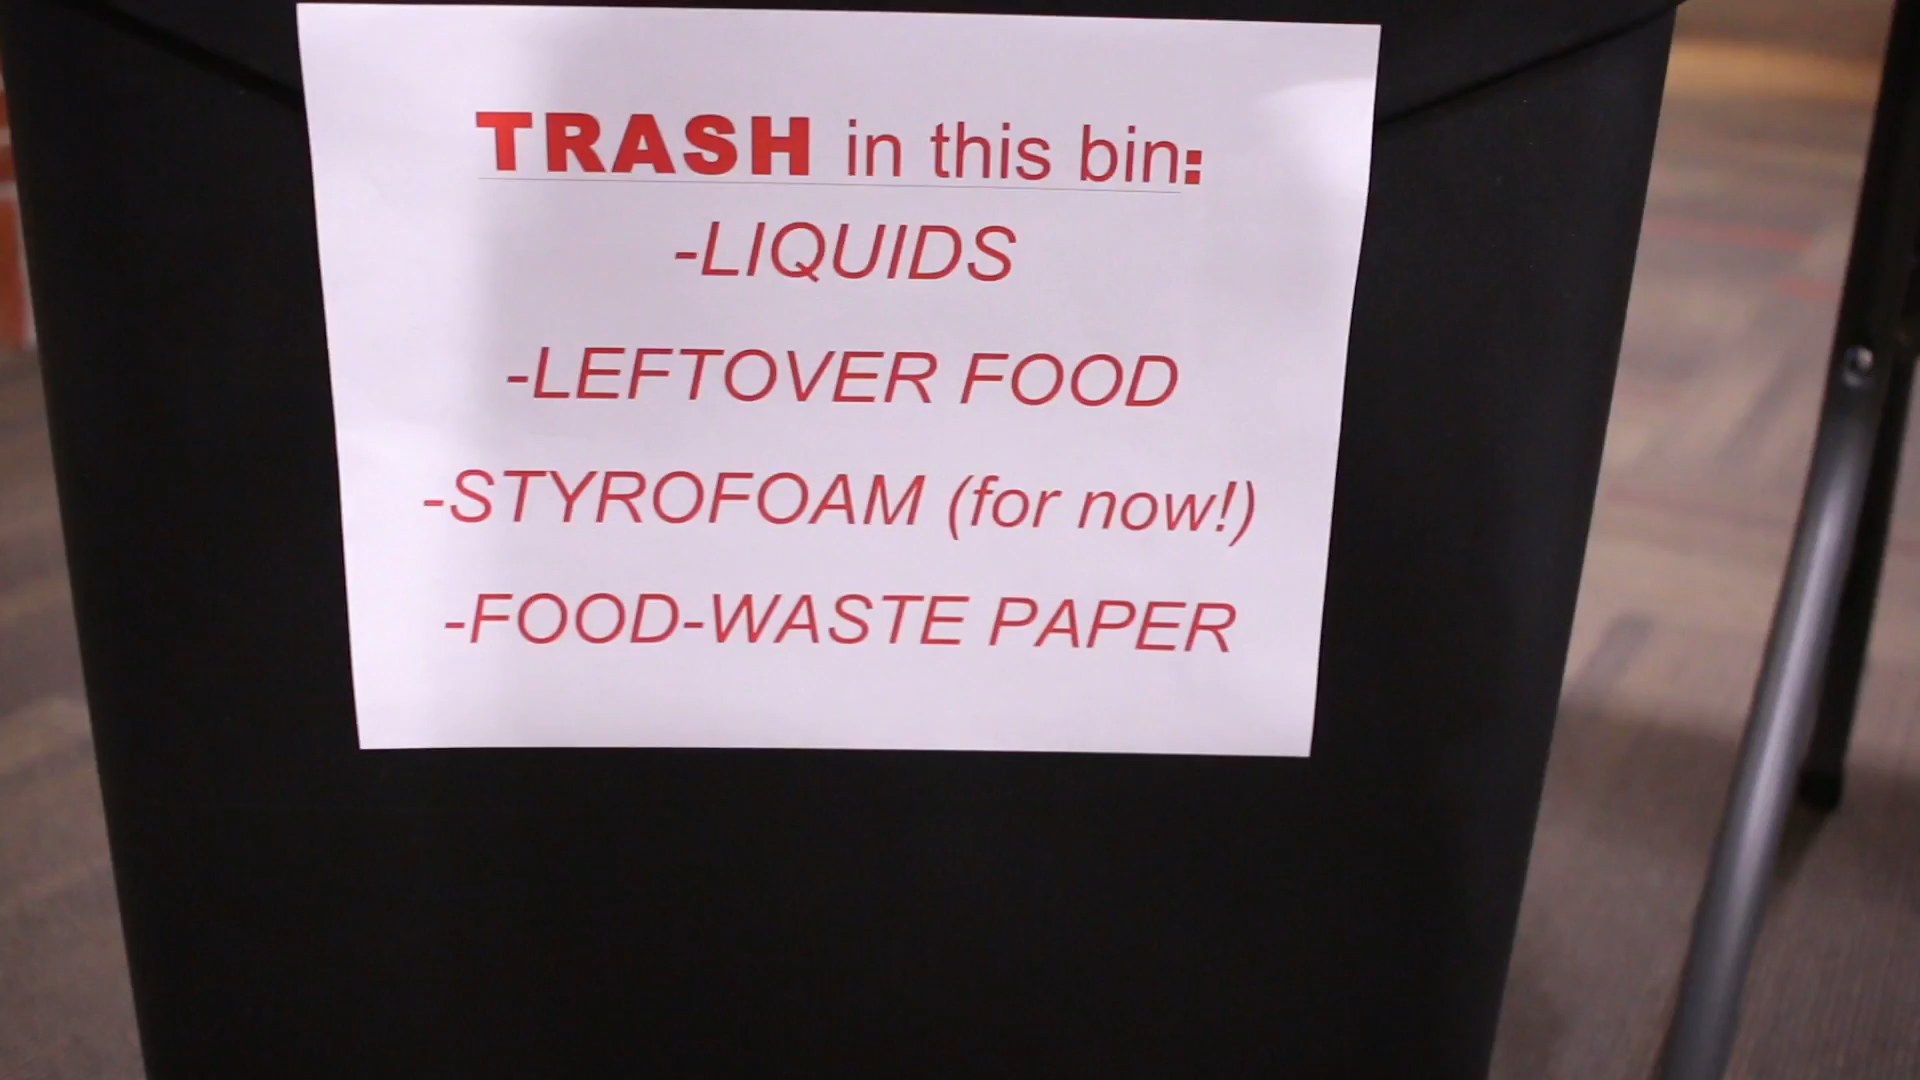 TRASH in this bin:
-LIQUIDS
-LEFTOVER FOOD
-STYROFOAM (for now!)
-FOOD-WASTE PAPER